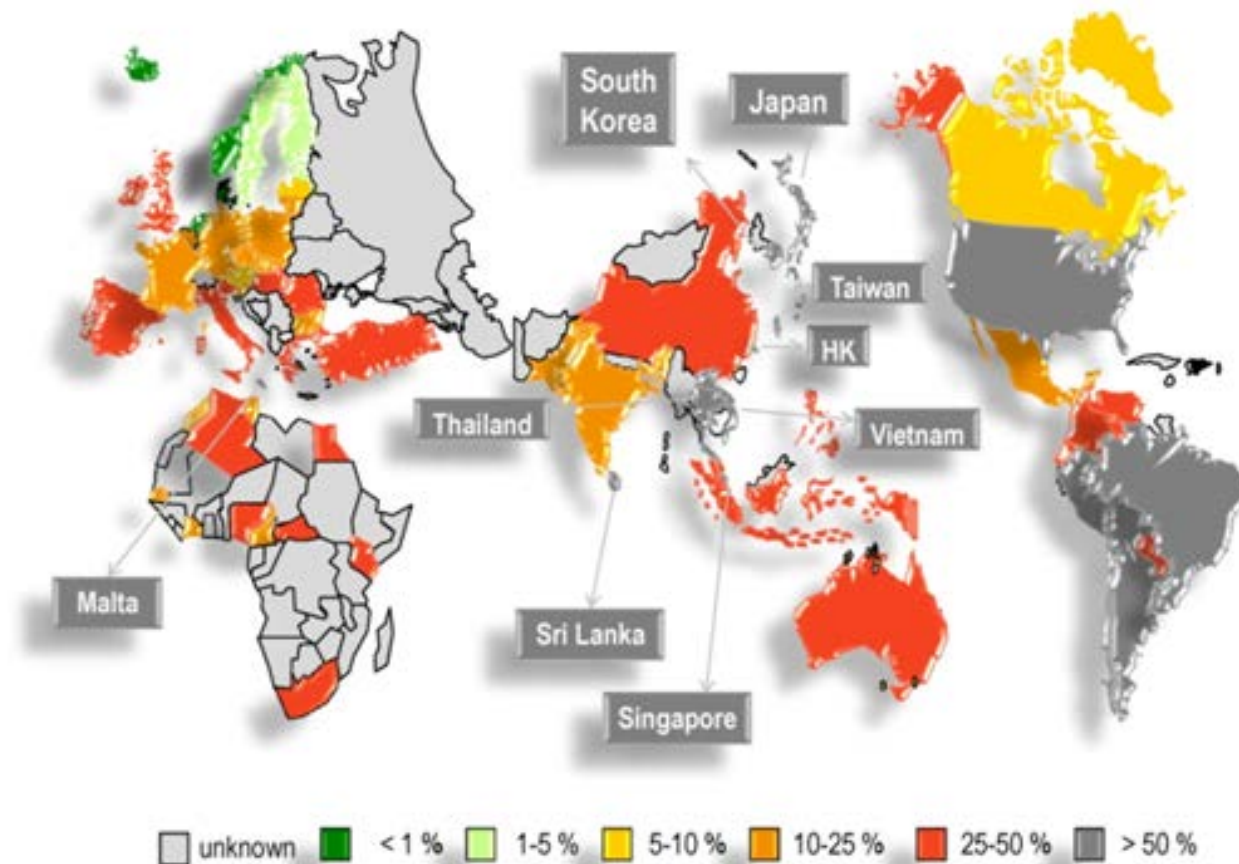 South
Korea
Japan
Taiwan
HK
Thailand
Vietnam
Malta
Sri Lanka
Singapore
unknown < 1 % 1-5 % 5-10 % 10-25 % 25-50 % > 50 %